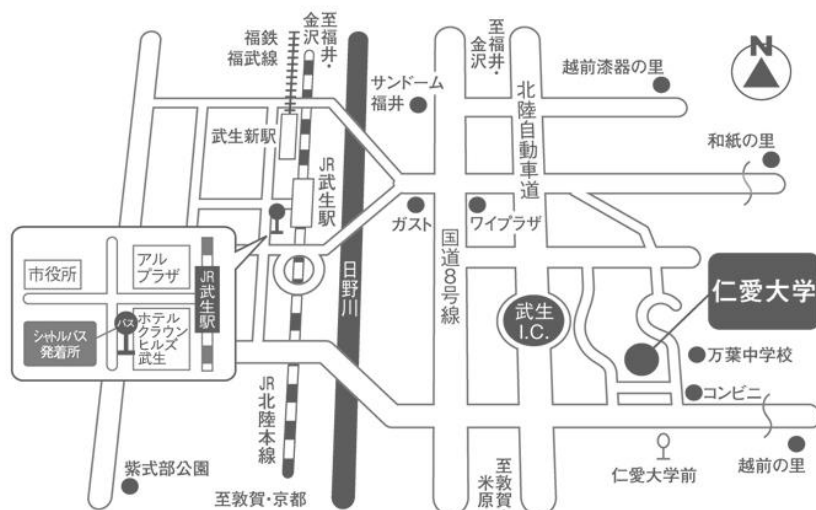 至福井・
金沢
福鉄
福武線
武生新駅
JR武生駅
サンドーム
福井
至福井・
金沢
北陸自動車道
越前漆器の里
N
和紙の里
ガスト
ワイプラザ
国道8号線
日野川
武生
I.C.
仁愛大学
万葉中学校
コンビニ
仁愛大学前
越前の里
市役所
アル
プラザ
JR武生駅
シャトルバス
発着所
バス
ホテル
クラウン
ヒルズ
武生
JR北陸本線
紫式部公園
至敦賀・京都
至敦賀
米原